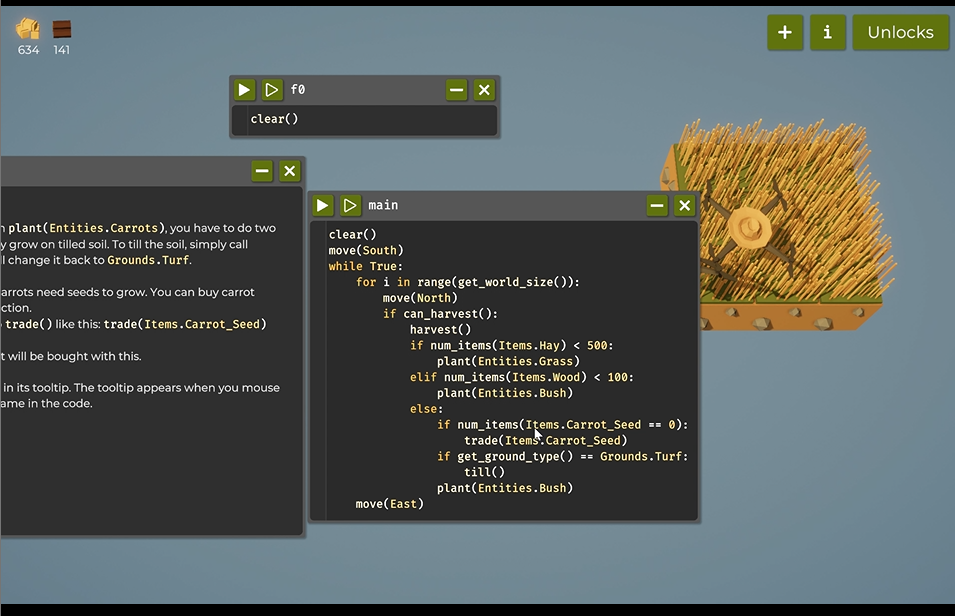 634 141
+ i Unlocks
f0
clear()
plant(Entities.Carrots), you have to do two
y grow on tilled soil. To till the soil, simply call
l change it back to Grounds.Turf.
arrots need seeds to grow. You can buy carrot
ction.
trade() like this: trade(Items.Carrot_Seed)
t will be bought with this.
in its tooltip. The tooltip appears when you mouse
ame in the code.
main
clear()
move(South)
while True:
for i in range(get_world_size()):
move(North)
if can_harvest():
harvest()
if num_items(Items.Hay) < 500:
plant(Entities.Grass)
elif num_items(Items.Wood) < 100:
plant(Entities.Bush)
else:
if num_items(Items.Carrot_Seed == 0):
trade(Items.Carrot_Seed)
if get_ground_type() == Grounds.Turf:
till()
plant(Entities.Bush)
move(East)